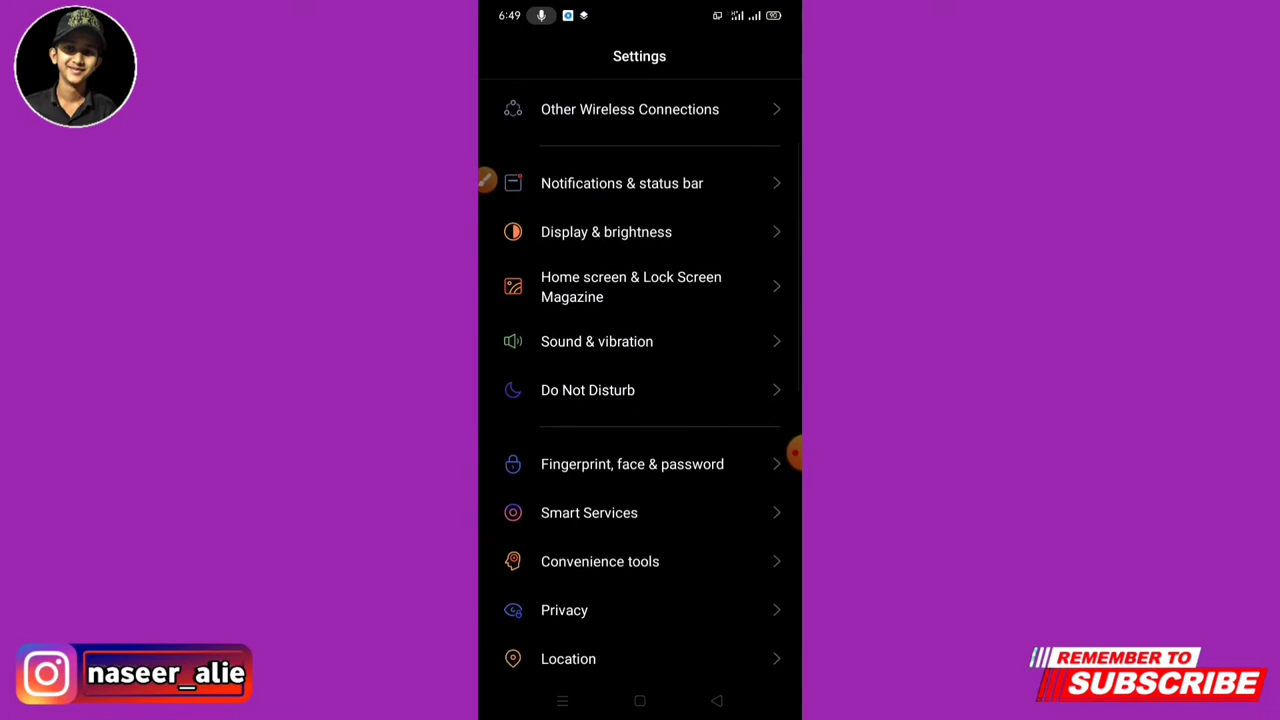 6:49
90
Settings
Other Wireless Connections
Notifications & status bar
Display & brightness
Home screen & Lock Screen
Magazine
Sound & vibration
Do Not Disturb
Fingerprint, face & password
Smart Services
Convenience tools
Privacy
Location
naseer_alie
REMEMBER TO
SUBSCRIBE